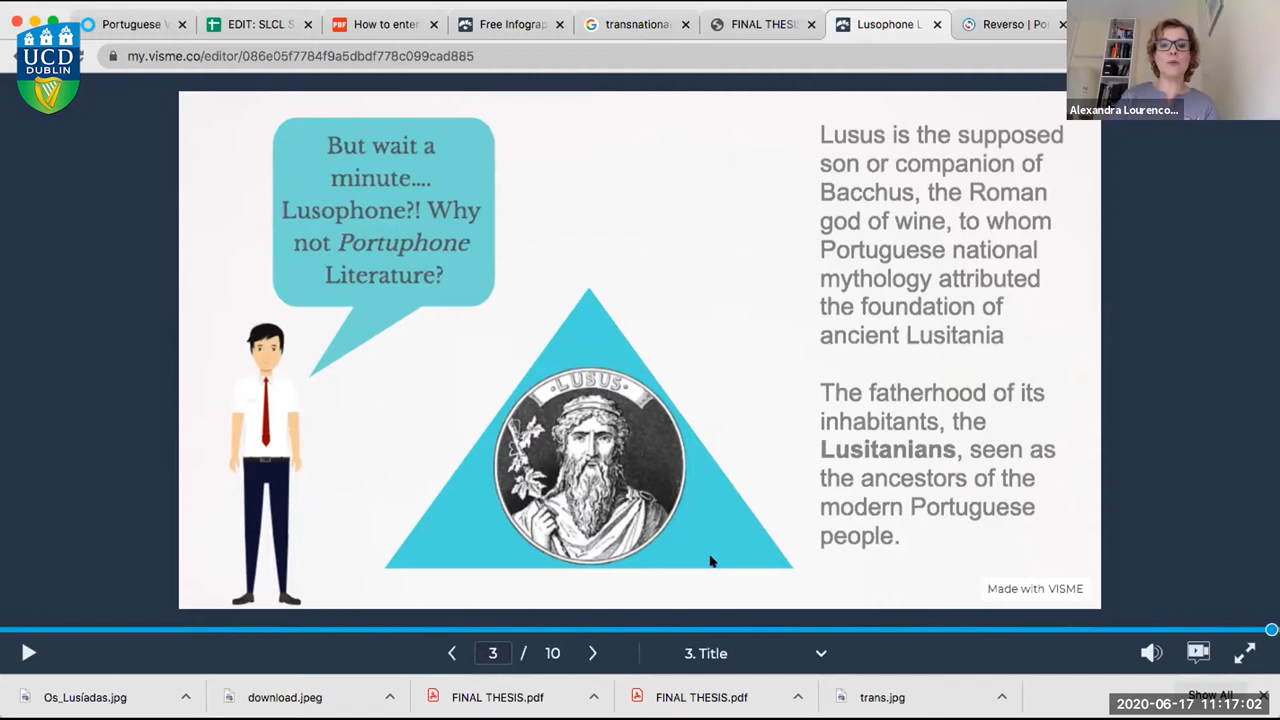 Portuguese V
EDIT: SLCL S
How to enter
Free Infograp
transnationa
FINAL THESI
Lusophone L
Reverso | Po
my.visme.co/editor/086e05f7784f9a5dbdf778c099cad885
UCD
DUBLIN
Alexandra Lourenco...
But wait a
minute....
Lusophone?! Why
not Portuphone
Literature?
·LUSUS·
Lusus is the supposed
son or companion of
Bacchus, the Roman
god of wine, to whom
Portuguese national
mythology attributed
the foundation of
ancient Lusitania
The fatherhood of its
inhabitants, the
Lusitanians, seen as
the ancestors of the
modern Portuguese
people.
Made with VISME
3 / 10
3. Title
Os_Lusíadas.jpg
download.jpeg
FINAL THESIS.pdf
FINAL THESIS.pdf
trans.jpg
Show All
2020-06-17 11:17:02